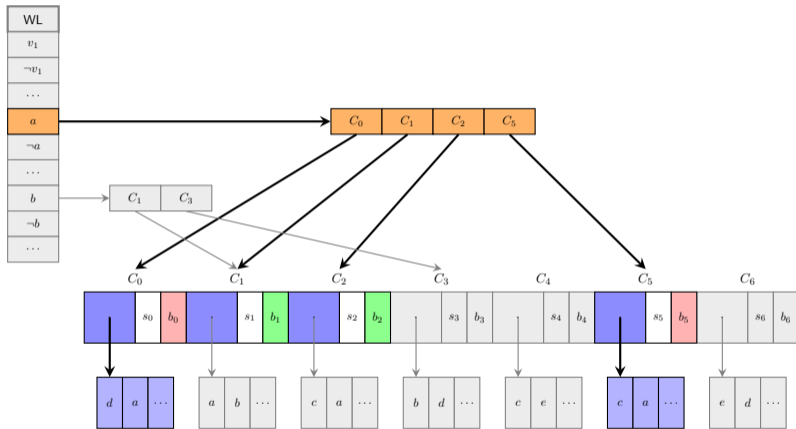 WL
v₁
¬v₁
...
a
¬a
...
b
¬b
...
C₀ C₁ C₂ C₅
C₁ C₃
C₀ C₁ C₂ C₃ C₄ C₅ C₆
s₀ b₀ s₁ b₁ s₂ b₂ s₃ b₃ s₄ b₄ s₅ b₅ s₆ b₆
d a ... a b ... c a ... b d ... c e ... c a ... e d ...